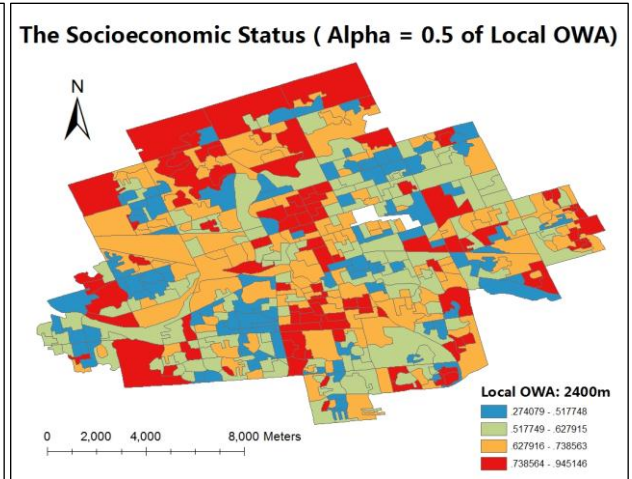 The Socioeconomic Status ( Alpha = 0.5 of Local OWA)
N
Local OWA: 2400m
274079 - .517748
.517749 - .627915
.627916 - .738563
.738564 - .945146
0 2,000 4,000 8,000 Meters